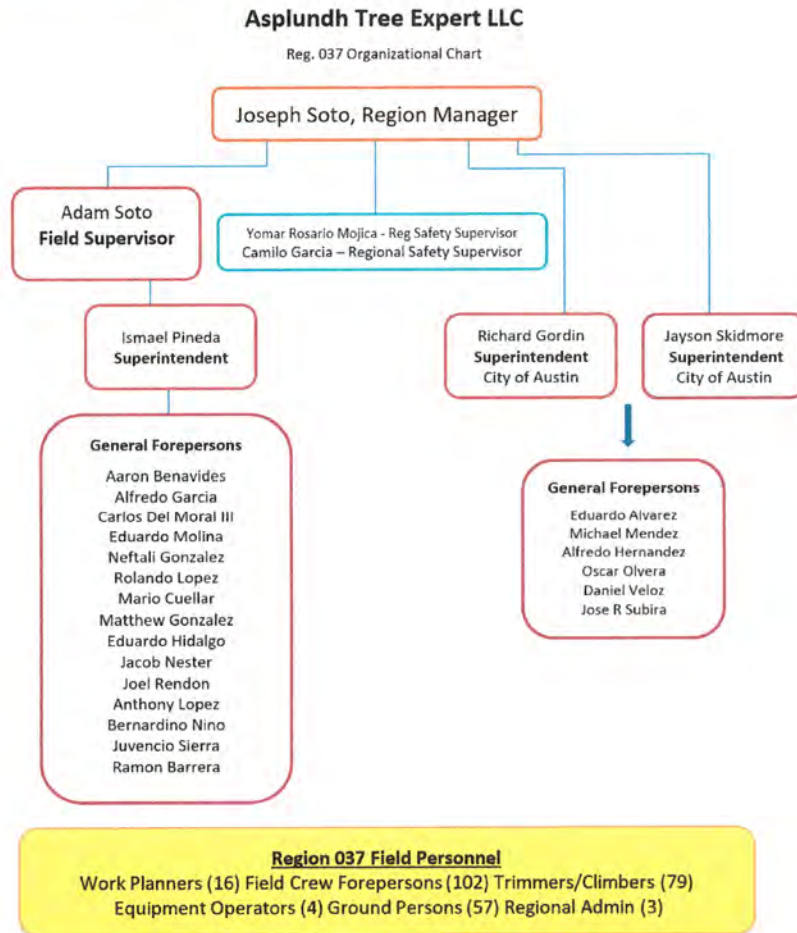 Asplundh Tree Expert LLC
Reg. 037 Organizational Chart
Joseph Soto, Region Manager
Adam Soto
Field Supervisor
Yomar Rosario Mojica - Reg Safety Supervisor
Camilo Garcia – Regional Safety Supervisor
Ismael Pineda
Superintendent
Richard Gordin
Superintendent
City of Austin
Jayson Skidmore
Superintendent
City of Austin
General Forepersons
Aaron Benavides
Alfredo Garcia
Carlos Del Moral III
Eduardo Molina
Neftali Gonzalez
Rolando Lopez
Mario Cuellar
Matthew Gonzalez
Eduardo Hidalgo
Jacob Nester
Joel Rendon
Anthony Lopez
Bernardino Nino
Juvencio Sierra
Ramon Barrera
General Forepersons
Eduardo Alvarez
Michael Mendez
Alfredo Hernandez
Oscar Olvera
Daniel Veloz
Jose R Subira
Region 037 Field Personnel
Work Planners (16) Field Crew Forepersons (102) Trimmers/Climbers (79)
Equipment Operators (4) Ground Persons (57) Regional Admin (3)